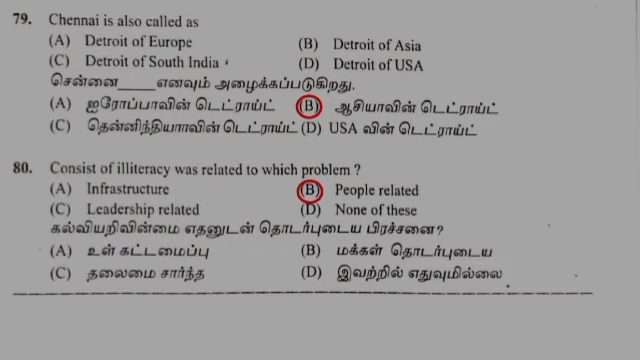 79. Chennai is also called as
(A) Detroit of Europe (B) Detroit of Asia
(C) Detroit of South India (D) Detroit of USA
சென்னை_____எனவும் அழைக்கப்படுகிறது.
(A) ஐரோப்பாவின் டெட்ராய்ட் (B) ஆசியாவின் டெட்ராய்ட்
(C) தென்னிந்தியாாவின் டெட்ராய்ட் (D) USA வின் டெட்ராய்ட்
80. Consist of illiteracy was related to which problem ?
(A) Infrastructure (B) People related
(C) Leadership related (D) None of these
கல்வியறிவின்மை எதனுடன் தொடர்புடைய பிரச்சனை?
(A) உள் கட்டமைப்பு (B) மக்கள் தொடர்புடைய
(C) தலைமை சார்ந்த (D) இவற்றில் எதுவுமில்லை